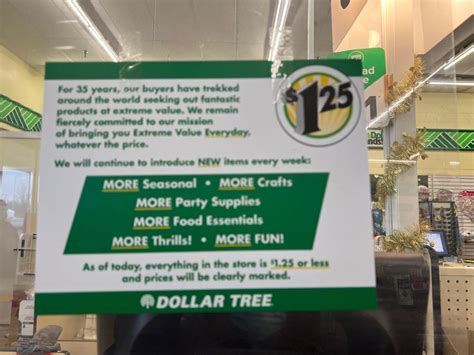 For 35 years, our buyers have trekked
around the world seeking out fantastic
products at extreme value. We remain
fiercely committed to our mission
of bringing you Extreme Value Everyday,
whatever the price.
$1.25
We will continue to introduce NEW items every week:
MORE Seasonal • MORE Crafts
MORE Party Supplies
MORE Food Essentials
MORE Thrills! • MORE FUN!
As of today, everything in the store is $1.25 or less
and prices will be clearly marked.
DOLLAR TREE